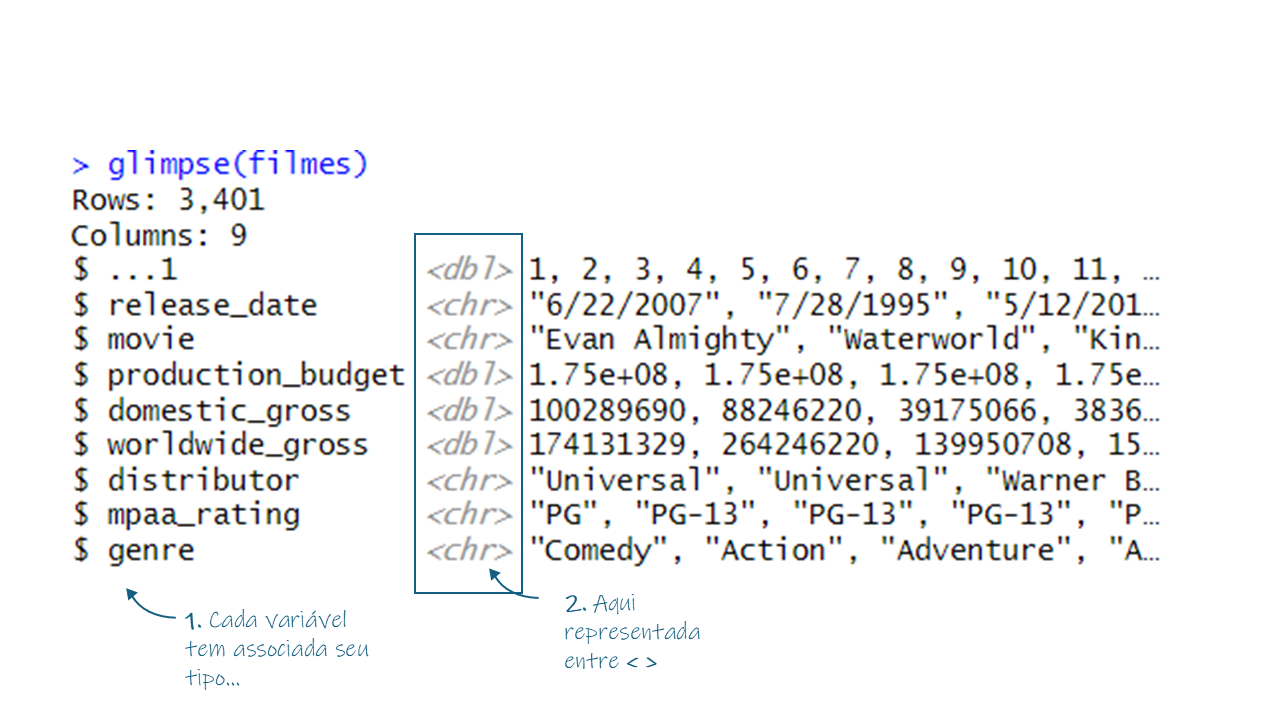 > glimpse(filmes)
Rows: 3,401
Columns: 9
$ ...1 <dbl> 1, 2, 3, 4, 5, 6, 7, 8, 9, 10, 11, …
$ release_date <chr> "6/22/2007", "7/28/1995", "5/12/201…
$ movie <chr> "Evan Almighty", "Waterworld", "Kin…
$ production_budget <dbl> 1.75e+08, 1.75e+08, 1.75e+08, 1.75e…
$ domestic_gross <dbl> 100289690, 88246220, 39175066, 3836…
$ worldwide_gross <dbl> 174131329, 264246220, 139950708, 15…
$ distributor <chr> "Universal", "Universal", "Warner B…
$ mpaa_rating <chr> "PG", "PG-13", "PG-13", "PG-13", "P…
$ genre <chr> "Comedy", "Action", "Adventure", "A…
1. Cada variável
tem associada seu
tipo...
2. Aqui
representada
entre < >